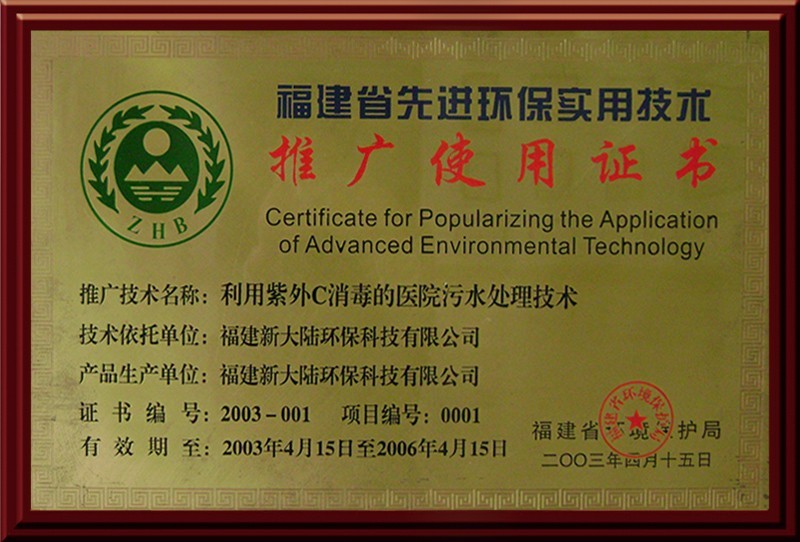 福建省先进环保实用技术
推广使用证书
Certificate for Popularizing the Application
of Advanced Environmental Technology
ZHB
推广技术名称：利用紫外C消毒的医院污水处理技术
技术依托单位：福建新大陆环保科技有限公司
产品生产单位：福建新大陆环保科技有限公司
证书编号：2003-001 项目编号：0001
有效期至：2003年4月15日至2006年4月15日
福建省环境保护局
二〇〇三年四月十五日